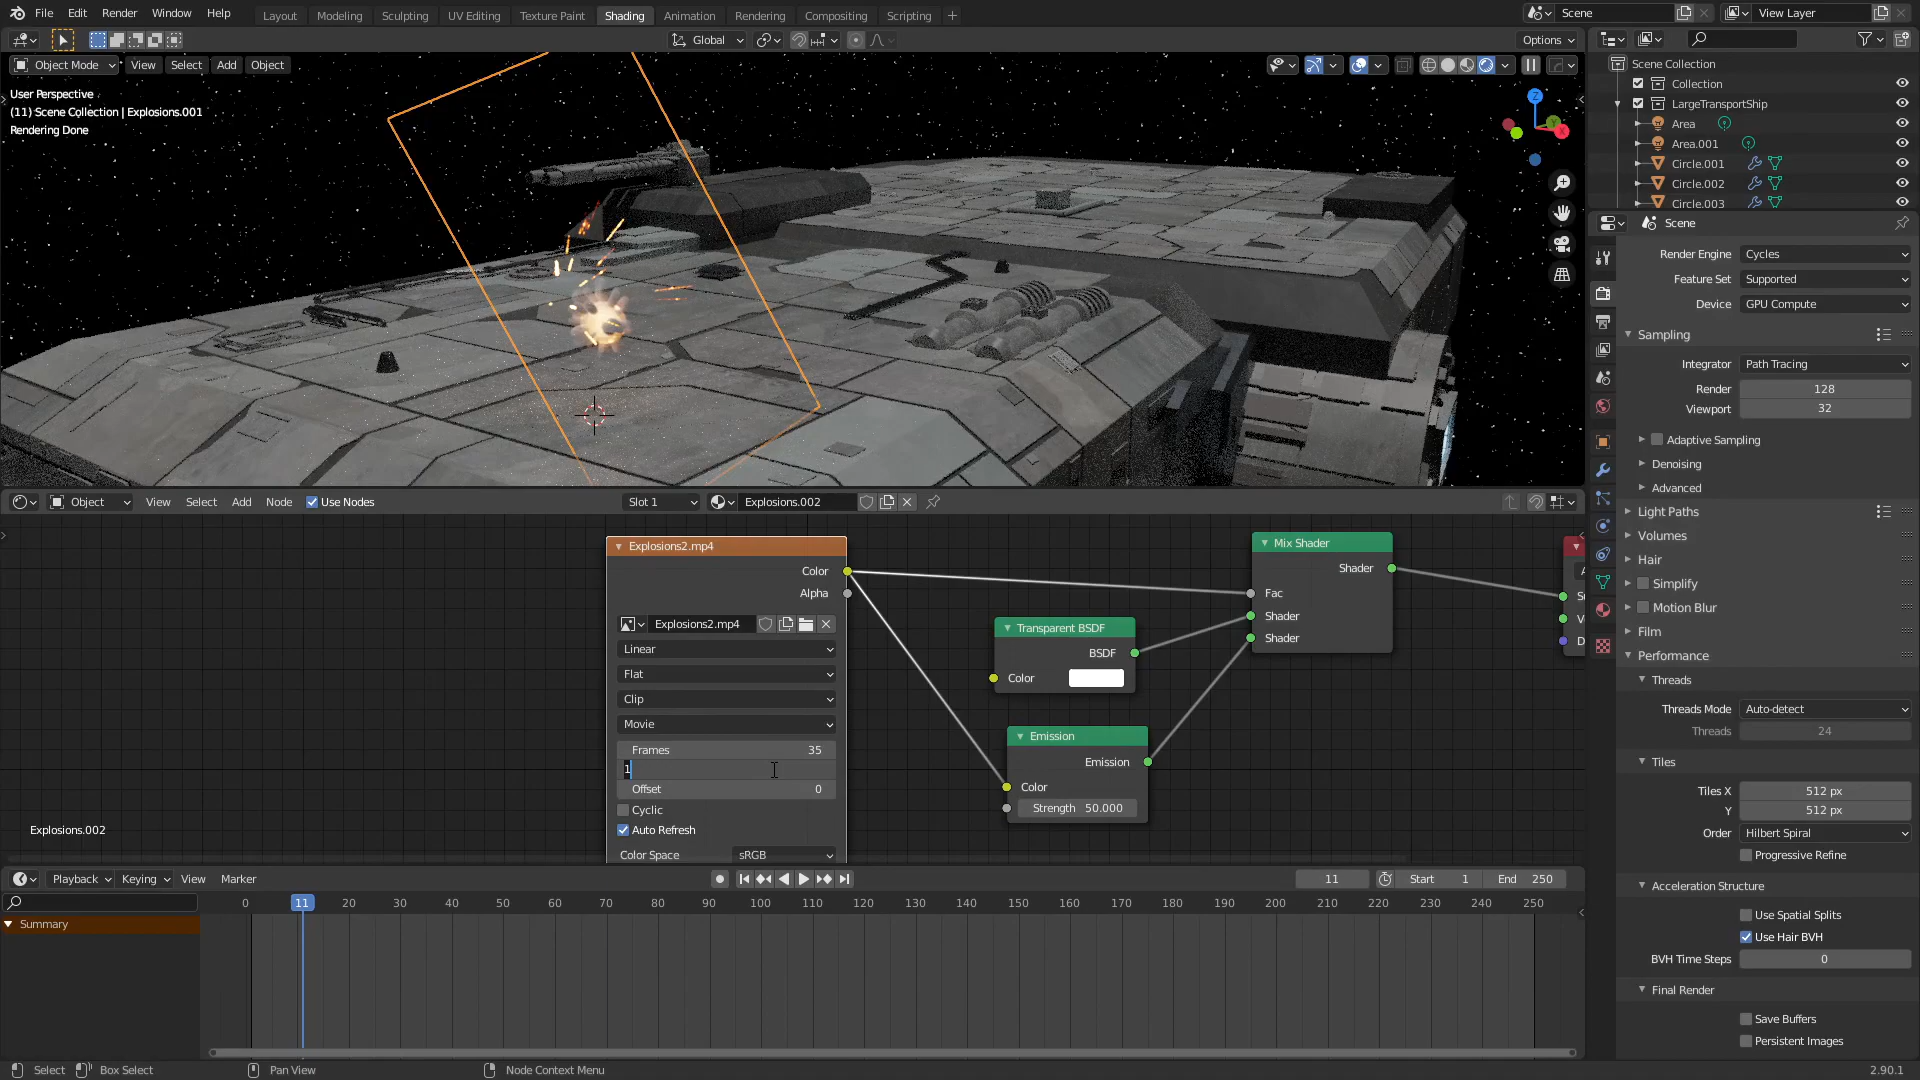 File Edit Render Window Help Layout Modeling Sculpting UV Editing Texture Paint Shading Animation Rendering Compositing Scripting + Scene View Layer
Global Options
Object Mode View Select Add Object
User Perspective
(11) Scene Collection | Explosions.001
Rendering Done
Z
X
Y
Scene Collection
Collection
LargeTransportShip
Area
Area.001
Circle.001
Circle.002
Circle.003
Scene
Render Engine Cycles
Feature Set Supported
Device GPU Compute
Sampling
Integrator Path Tracing
Render 128
Viewport 32
Adaptive Sampling
Denoising
Advanced
Light Paths
Volumes
Hair
Simplify
Motion Blur
Film
Performance
Threads
Threads Mode Auto-detect
Threads 24
Tiles
Tiles X 512 px
Y 512 px
Order Hilbert Spiral
Progressive Refine
Acceleration Structure
Use Spatial Splits
Use Hair BVH
BVH Time Steps 0
Final Render
Save Buffers
Persistent Images
Object View Select Add Node Use Nodes Slot 1 Explosions.002
Explosions2.mp4
Color
Alpha
Explosions2.mp4
Linear
Flat
Clip
Movie
Frames 35
1
Offset 0
Cyclic
Auto Refresh
Color Space sRGB
Transparent BSDF
BSDF
Color
Emission
Emission
Color
Strength 50.000
Mix Shader
Shader
Fac
Shader
Shader
Explosions.002
Playback Keying View Marker 11 Start 1 End 250
0 11 20 30 40 50 60 70 80 90 100 110 120 130 140 150 160 170 180 190 200 210 220 230 240 250
Summary
Select Box Select Pan View Node Context Menu 2.90.1